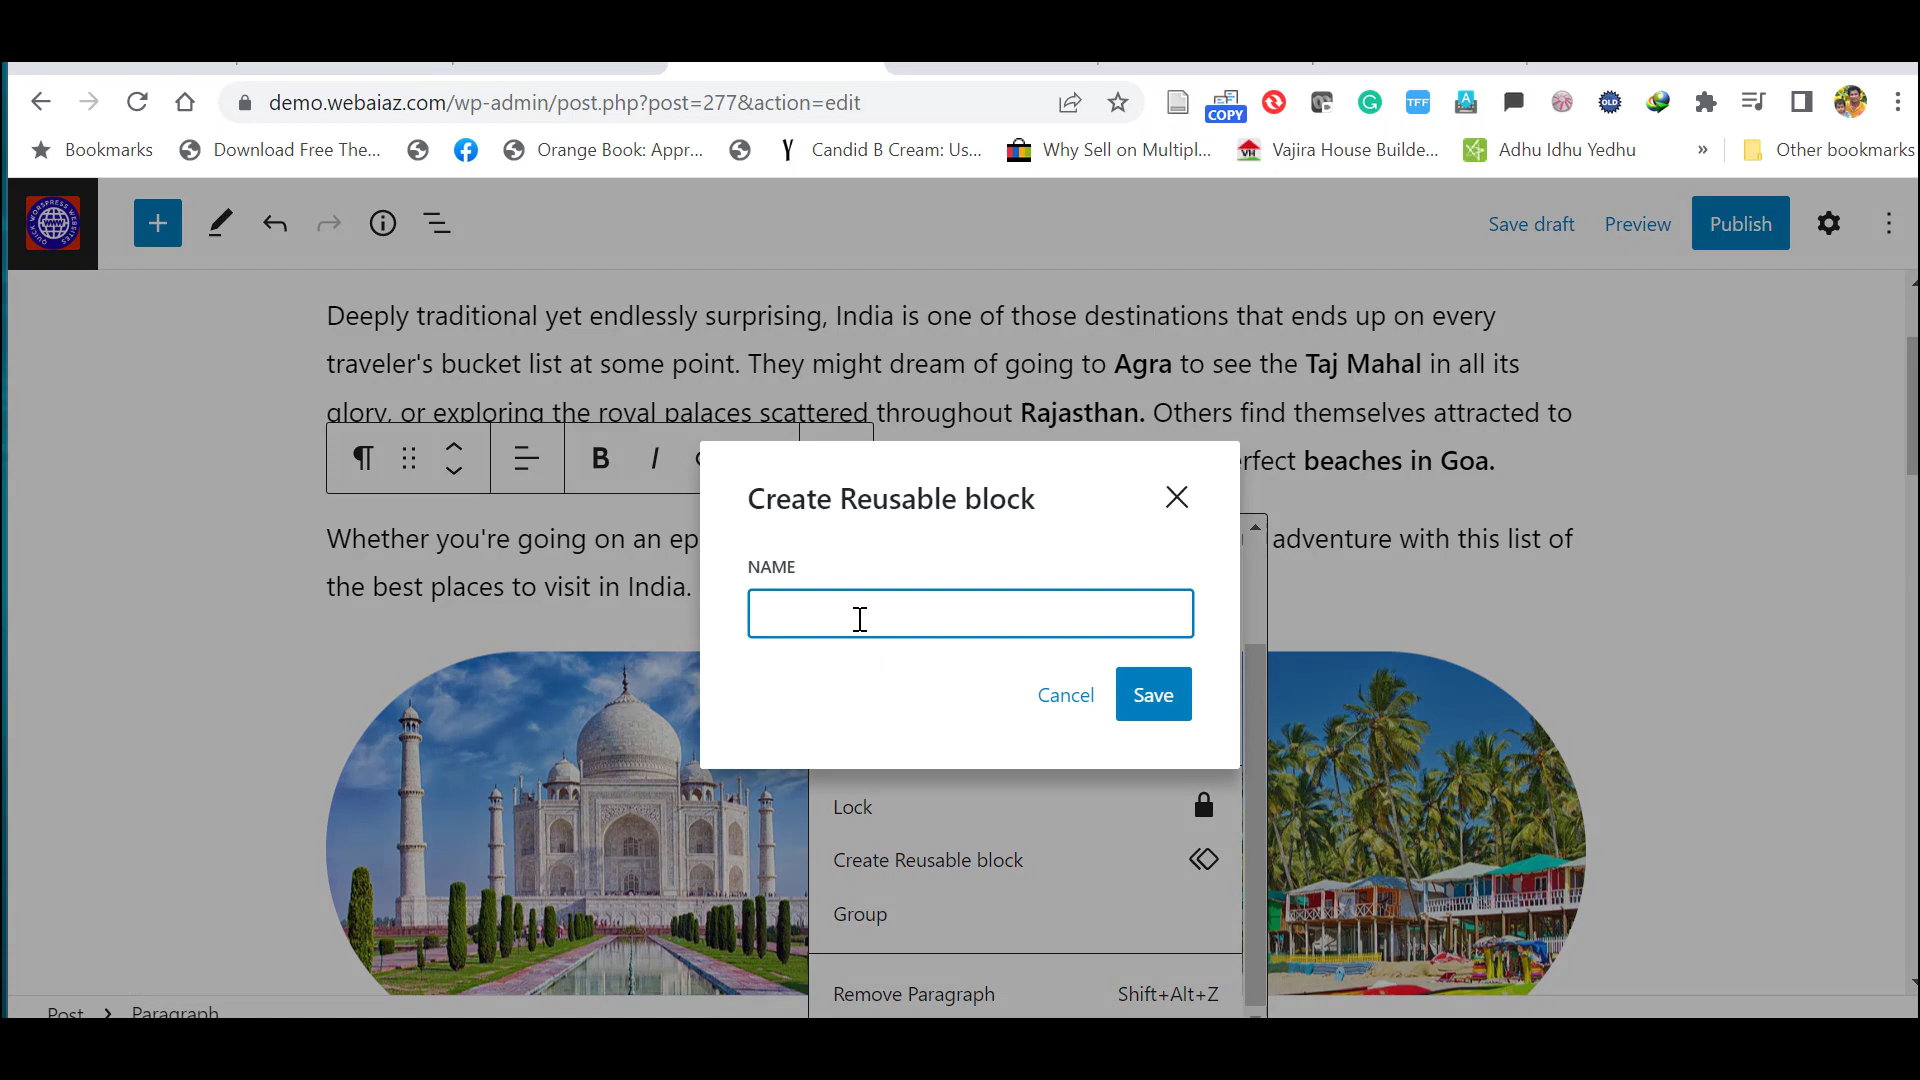 demo.webaiaz.com/wp-admin/post.php?post=277&action=edit
COPY
TFF
A
OLD
Bookmarks
Download Free The...
Orange Book: Appr...
Candid B Cream: Us...
Why Sell on Multipl...
VH
Vajira House Builde...
Adhu Idhu Yedhu
»
Other bookmarks
Save draft
Preview
Publish
Deeply traditional yet endlessly surprising, India is one of those destinations that ends up on every
traveler's bucket list at some point. They might dream of going to Agra to see the Taj Mahal in all its
glory, or exploring the royal palaces scattered throughout Rajasthan. Others find themselves attracted to
beaches in Goa.
B I
Create Reusable block
NAME
Cancel
Save
Whether you're going on an
adventure with this list of
the best places to visit in India.
Lock
Create Reusable block
Group
Remove Paragraph Shift+Alt+Z
Post > Paragraph